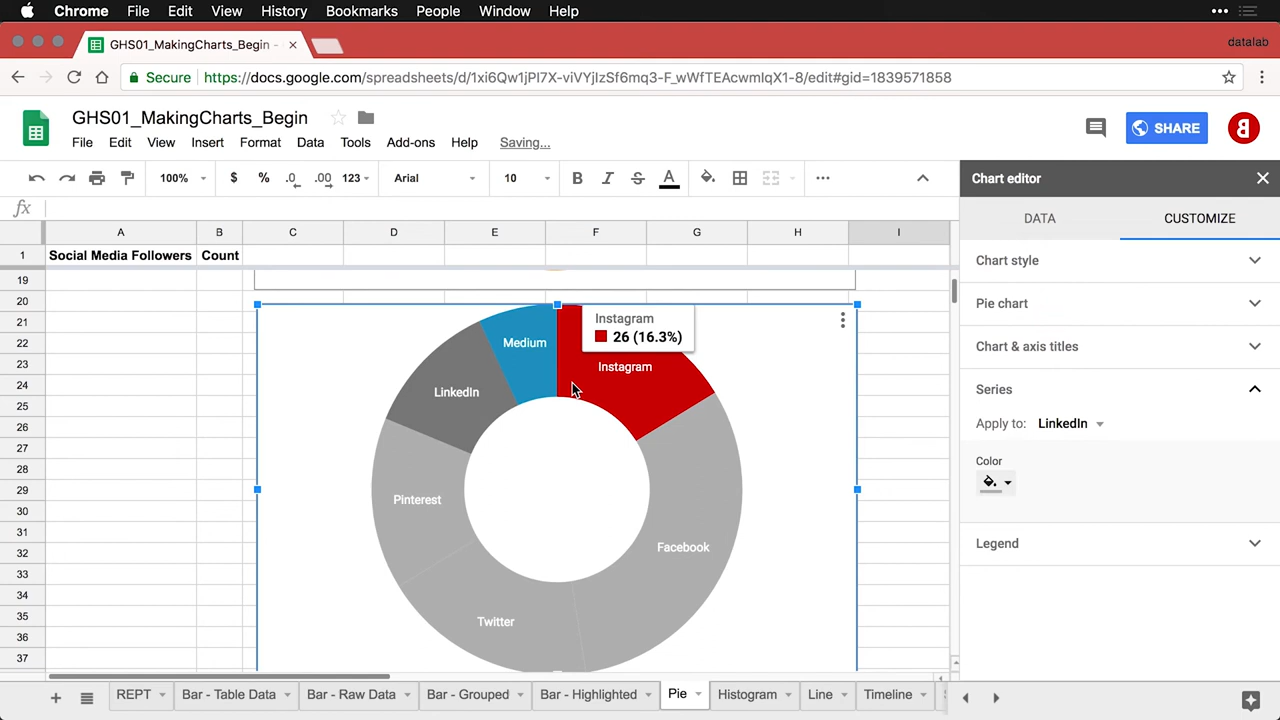 Chrome File Edit View History Bookmarks People Window Help
GHS01_MakingCharts_Begin - × datalab
Secure https://docs.google.com/spreadsheets/d/1xi6Qw1jPl7X-viVYjIzSf6mq3-F_wWfTEAcwmIqX1-8/edit#gid=1839571858
GHS01_MakingCharts_Begin
File Edit View Insert Format Data Tools Add-ons Help Saving... SHARE
100% $ % .0 .00 123 Arial 10 B I S A
Chart editor
fx
DATA CUSTOMIZE
A B C D E F G H I
1 Social Media Followers Count
Chart style
19
20
21
22
23
24
25
26
27
28
29
30
31
32
33
34
35
36
37
Instagram
26 (16.3%)
Medium
Instagram
LinkedIn
Pinterest
Facebook
Twitter
Pie chart
Chart & axis titles
Series
Apply to: LinkedIn
Color
Legend
REPT Bar - Table Data Bar - Raw Data Bar - Grouped Bar - Highlighted Pie Histogram Line Timeline